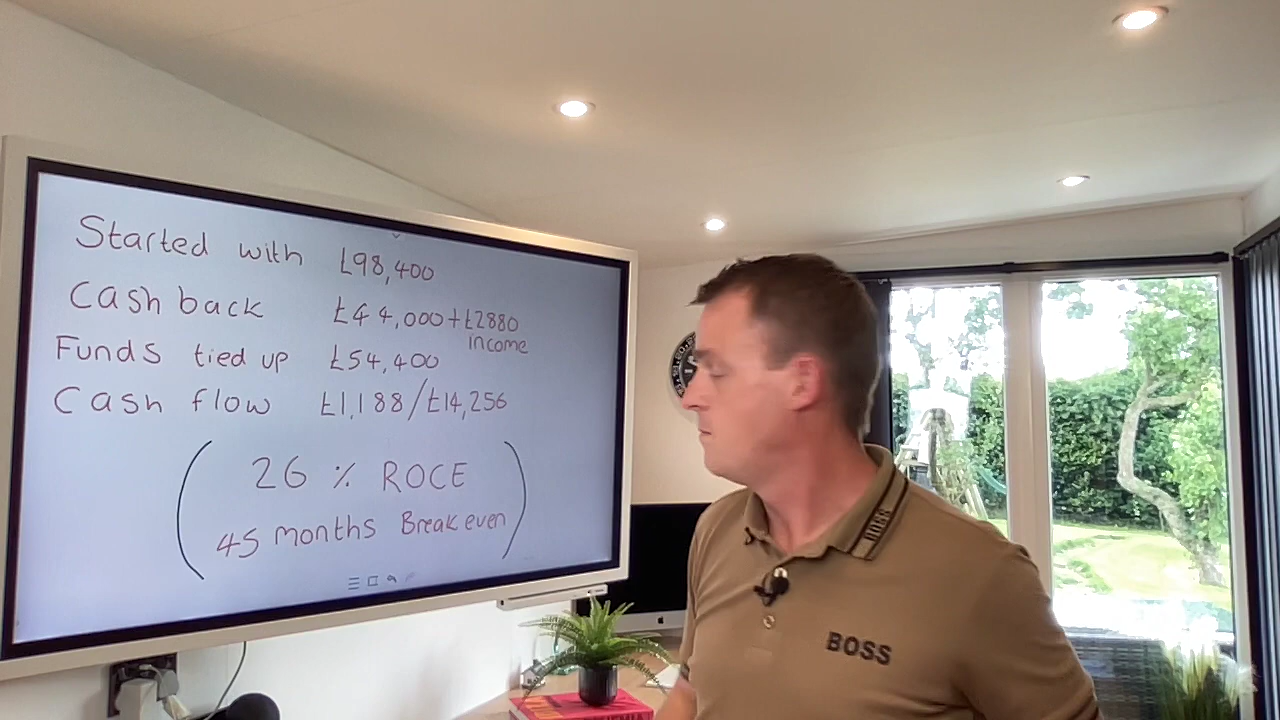 Started with £98,400
Cash back £44,000+£2880
income
Funds tied up £54,400
Cash flow £1,188/£14,256
26 % ROCE
45 months Break even
BOSS
BOSS